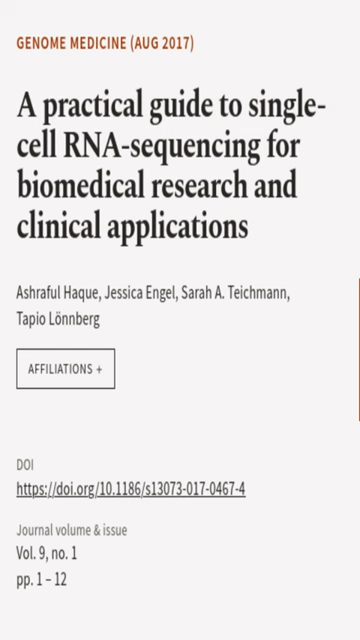 GENOME MEDICINE (AUG 2017)
A practical guide to single-
cell RNA-sequencing for
biomedical research and
clinical applications
Ashraful Haque, Jessica Engel, Sarah A. Teichmann,
Tapio Lönnberg
AFFILIATIONS +
DOI
https://doi.org/10.1186/s13073-017-0467-4
Journal volume & issue
Vol. 9, no. 1
pp. 1 – 12